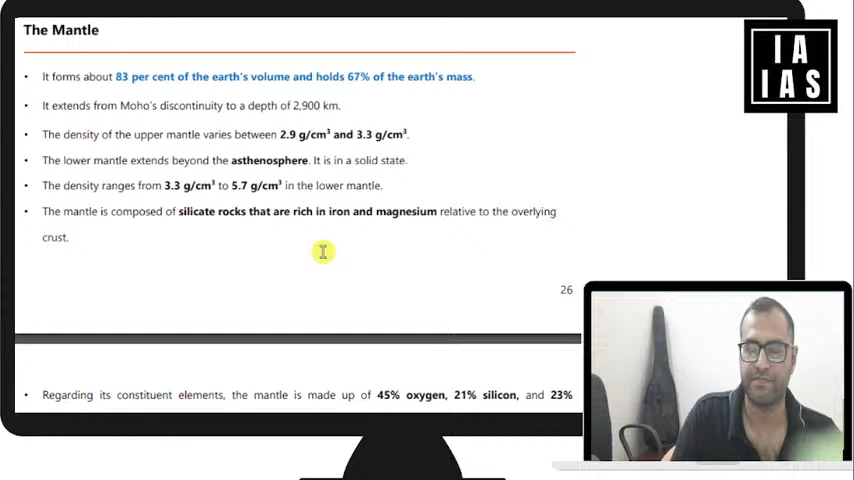 The Mantle
IA
IAS
• It forms about 83 per cent of the earth's volume and holds 67% of the earth's mass.
• It extends from Moho's discontinuity to a depth of 2,900 km.
• The density of the upper mantle varies between 2.9 g/cm³ and 3.3 g/cm³.
• The lower mantle extends beyond the asthenosphere. It is in a solid state.
• The density ranges from 3.3 g/cm³ to 5.7 g/cm³ in the lower mantle.
• The mantle is composed of silicate rocks that are rich in iron and magnesium relative to the overlying
crust.
26
• Regarding its constituent elements, the mantle is made up of 45% oxygen, 21% silicon, and 23%